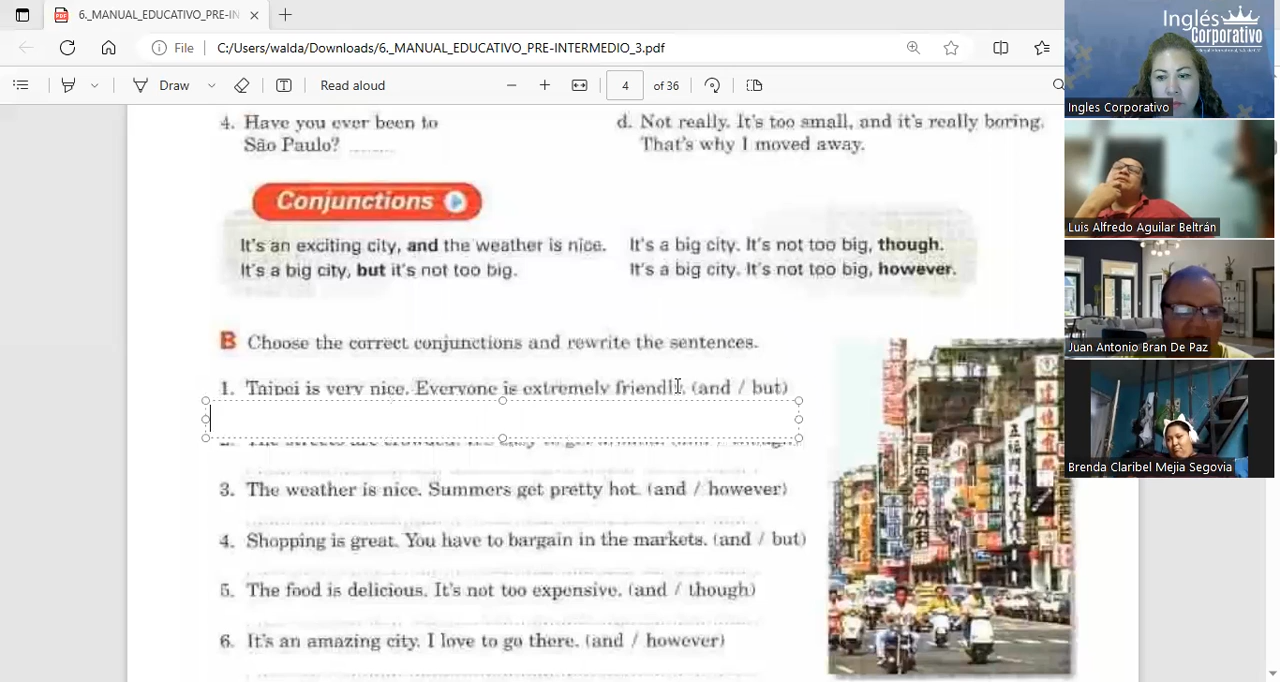 6._MANUAL_EDUCATIVO_PRE-IN
File
C:/Users/walda/Downloads/6._MANUAL_EDUCATIVO_PRE-INTERMEDIO_3.pdf
Draw
Read aloud
4
of 36
4. Have you ever been to
São Paulo?
d. Not really. It's too small, and it's really boring.
That's why I moved away.
Conjunctions
It's an exciting city, and the weather is nice.
It's a big city, but it's not too big.
It's a big city. It's not too big, though.
It's a big city. It's not too big, however.
B Choose the correct conjunctions and rewrite the sentences.
1. Taipei is very nice. Everyone is extremely friendly. (and / but)
3. The weather is nice. Summers get pretty hot. (and / however)
4. Shopping is great. You have to bargain in the markets. (and / but)
5. The food is delicious. It's not too expensive. (and / though)
6. It's an amazing city. I love to go there. (and / however)
Inglés
Corporativo
Ingles Corporativo
Luis Alfredo Aguilar Beltrán
Juan Antonio Bran De Paz
Brenda Claribel Mejia Segovia